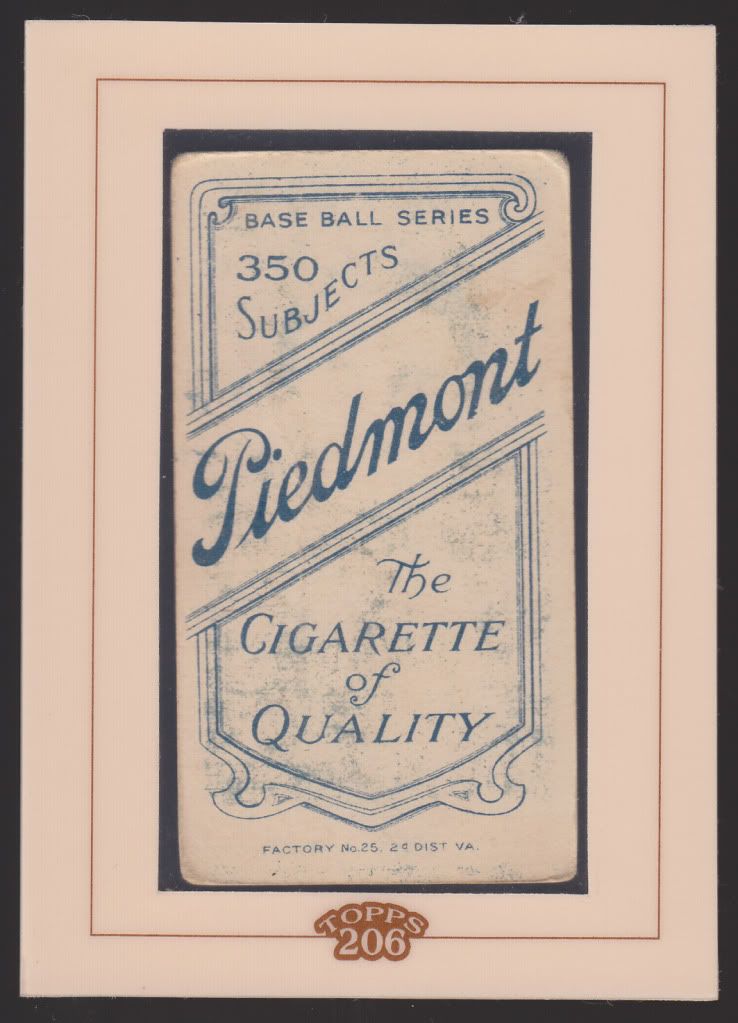 BASE BALL SERIES
350
SUBJECTS
Piedmont
The
CIGARETTE
of
QUALITY
FACTORY No. 25, 2d DIST VA.
TOPPS
206